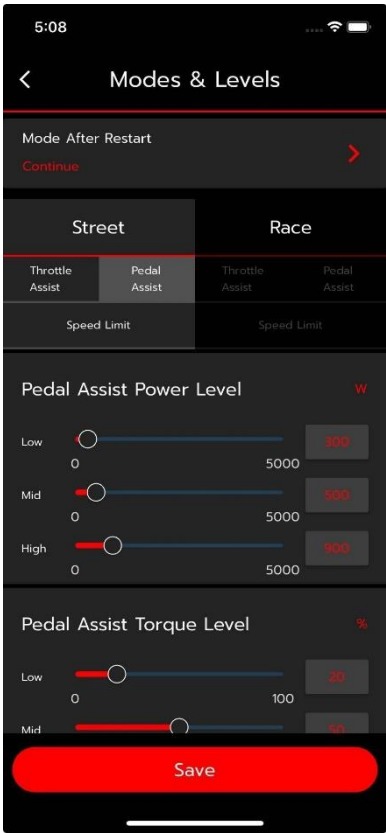 5:08
Modes & Levels
Mode After Restart
Continue
Street Race
Throttle Assist Pedal Assist Throttle Assist Pedal Assist
Speed Limit Speed Limit
Pedal Assist Power Level W
Low 300
0 5000
Mid 500
0 5000
High 900
0 5000
Pedal Assist Torque Level %
Low 20
0 100
Mid 50
Save